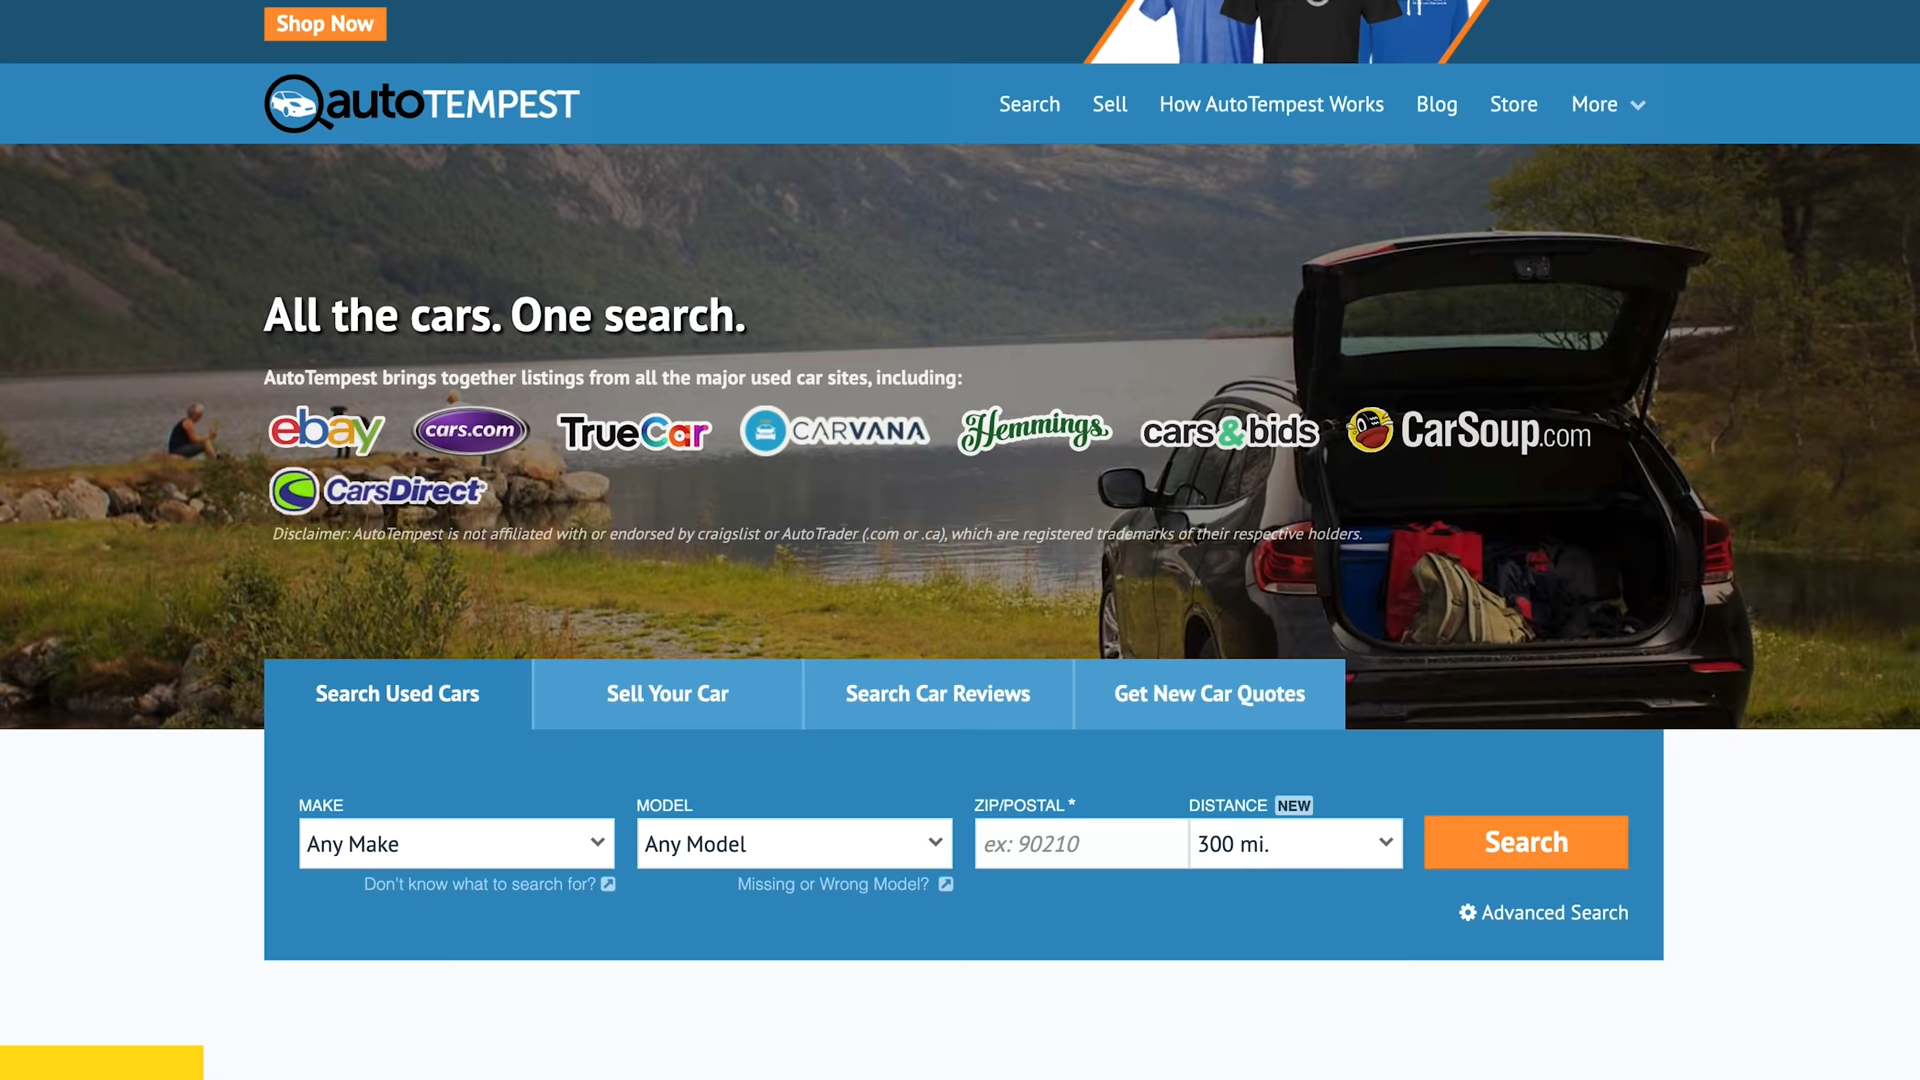 Shop Now
autoTEMPEST
Search Sell How AutoTempest Works Blog Store More
All the cars. One search.
AutoTempest brings together listings from all the major used car sites, including:
ebay cars.com TrueCar CARVANA Hemmings cars&bids CarSoup.com
CarsDirect
Disclaimer: AutoTempest is not affiliated with or endorsed by craigslist or AutoTrader (.com or .ca), which are registered trademarks of their respective holders.
Search Used Cars Sell Your Car Search Car Reviews Get New Car Quotes
MAKE MODEL ZIP/POSTAL * DISTANCE NEW
Any Make Any Model ex: 90210 300 mi. Search
Don't know what to search for? Missing or Wrong Model?
Advanced Search